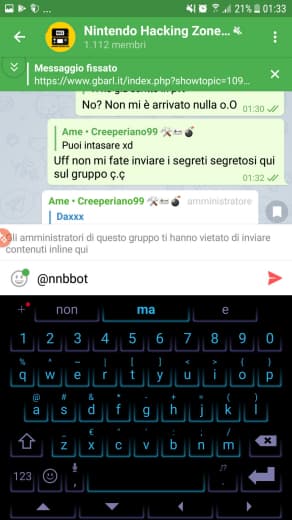 21% 01:33
Nintendo Hacking Zone...
1.112 membri
Messaggio fissato
https://www.gbarl.it/index.php?showtopic=109...
No? Non mi è arrivato nulla o.O 01:30
Ame • Creeperiano99
Puoi intasare xd
Uff non mi fate inviare i segreti segretosi qui
sul gruppo ç.ç
01:32
Ame • Creeperiano99 amministratore
Daxxx
Gli amministratori di questo gruppo ti hanno vietato di inviare
contenuti inline qui
@nnbbot
non ma e
1 2 3 4 5 6 7 8 9 0
q w e r t y u i o p
a s d f g h j k l
z x c v b n m
123